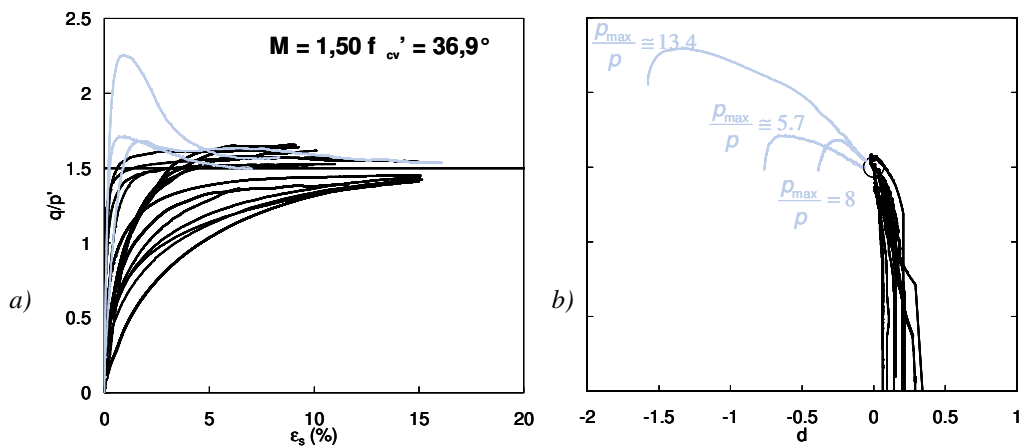 2.5
2
1.5
1
0.5
0
0
5
10
15
20
q/p'
εs (%)
M = 1,50 f cv' = 36,9°
a)
pmax/p ≅ 13.4
pmax/p ≅ 5.7
pmax/p = 8
b)
-2
-1.5
-1
-0.5
0
0.5
1
d